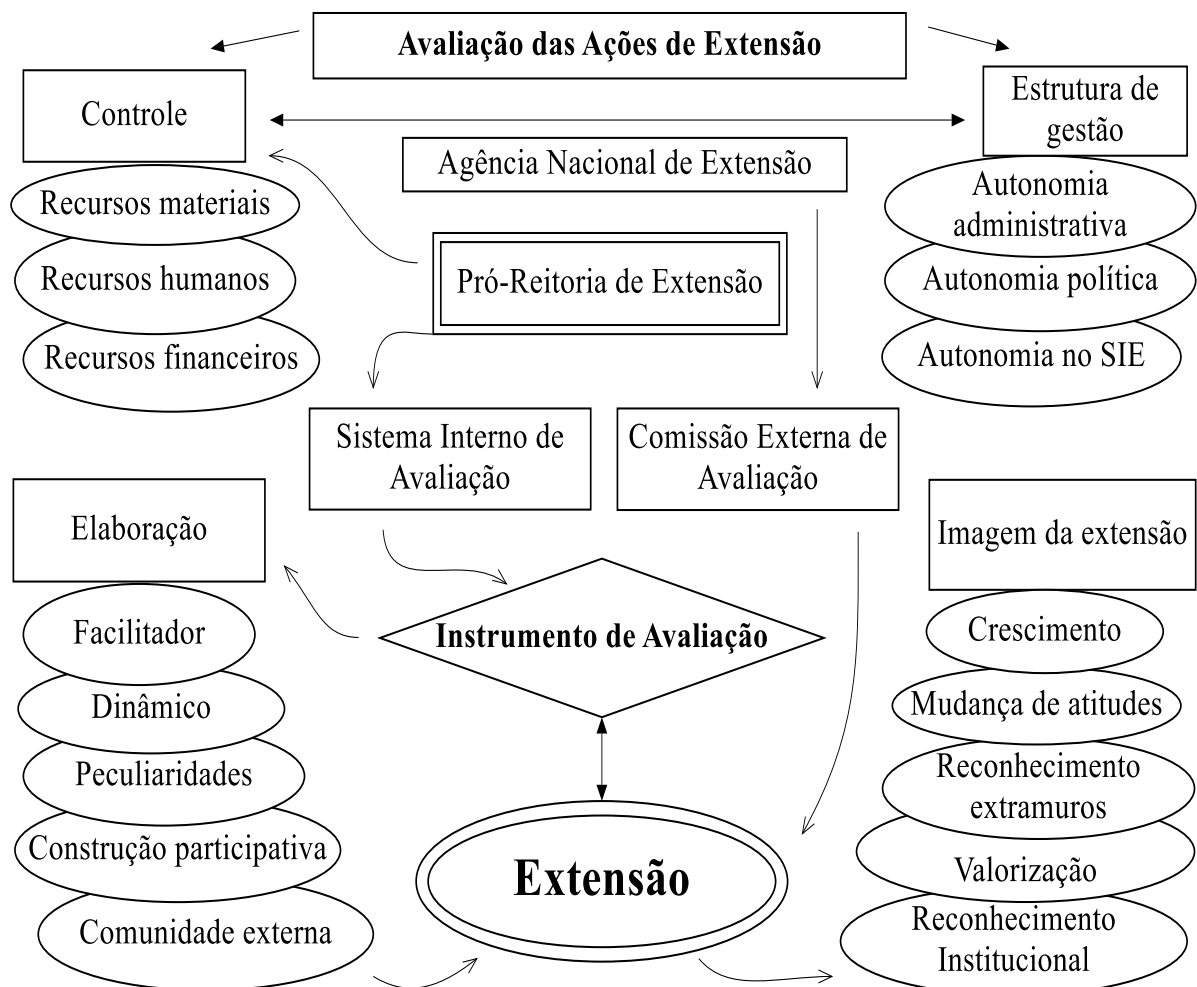 Avaliação das Ações de Extensão
Controle
Estrutura de
gestão
Agência Nacional de Extensão
Recursos materiais
Recursos humanos
Recursos financeiros
Autonomia
administrativa
Autonomia política
Autonomia no SIE
Pró-Reitoria de Extensão
Sistema Interno de
Avaliação
Comissão Externa de
Avaliação
Elaboração
Facilitador
Dinâmico
Peculiaridades
Construção participativa
Comunidade externa
Instrumento de Avaliação
Extensão
Imagem da extensão
Crescimento
Mudança de atitudes
Reconhecimento
extramuros
Valorização
Reconhecimento
Institucional